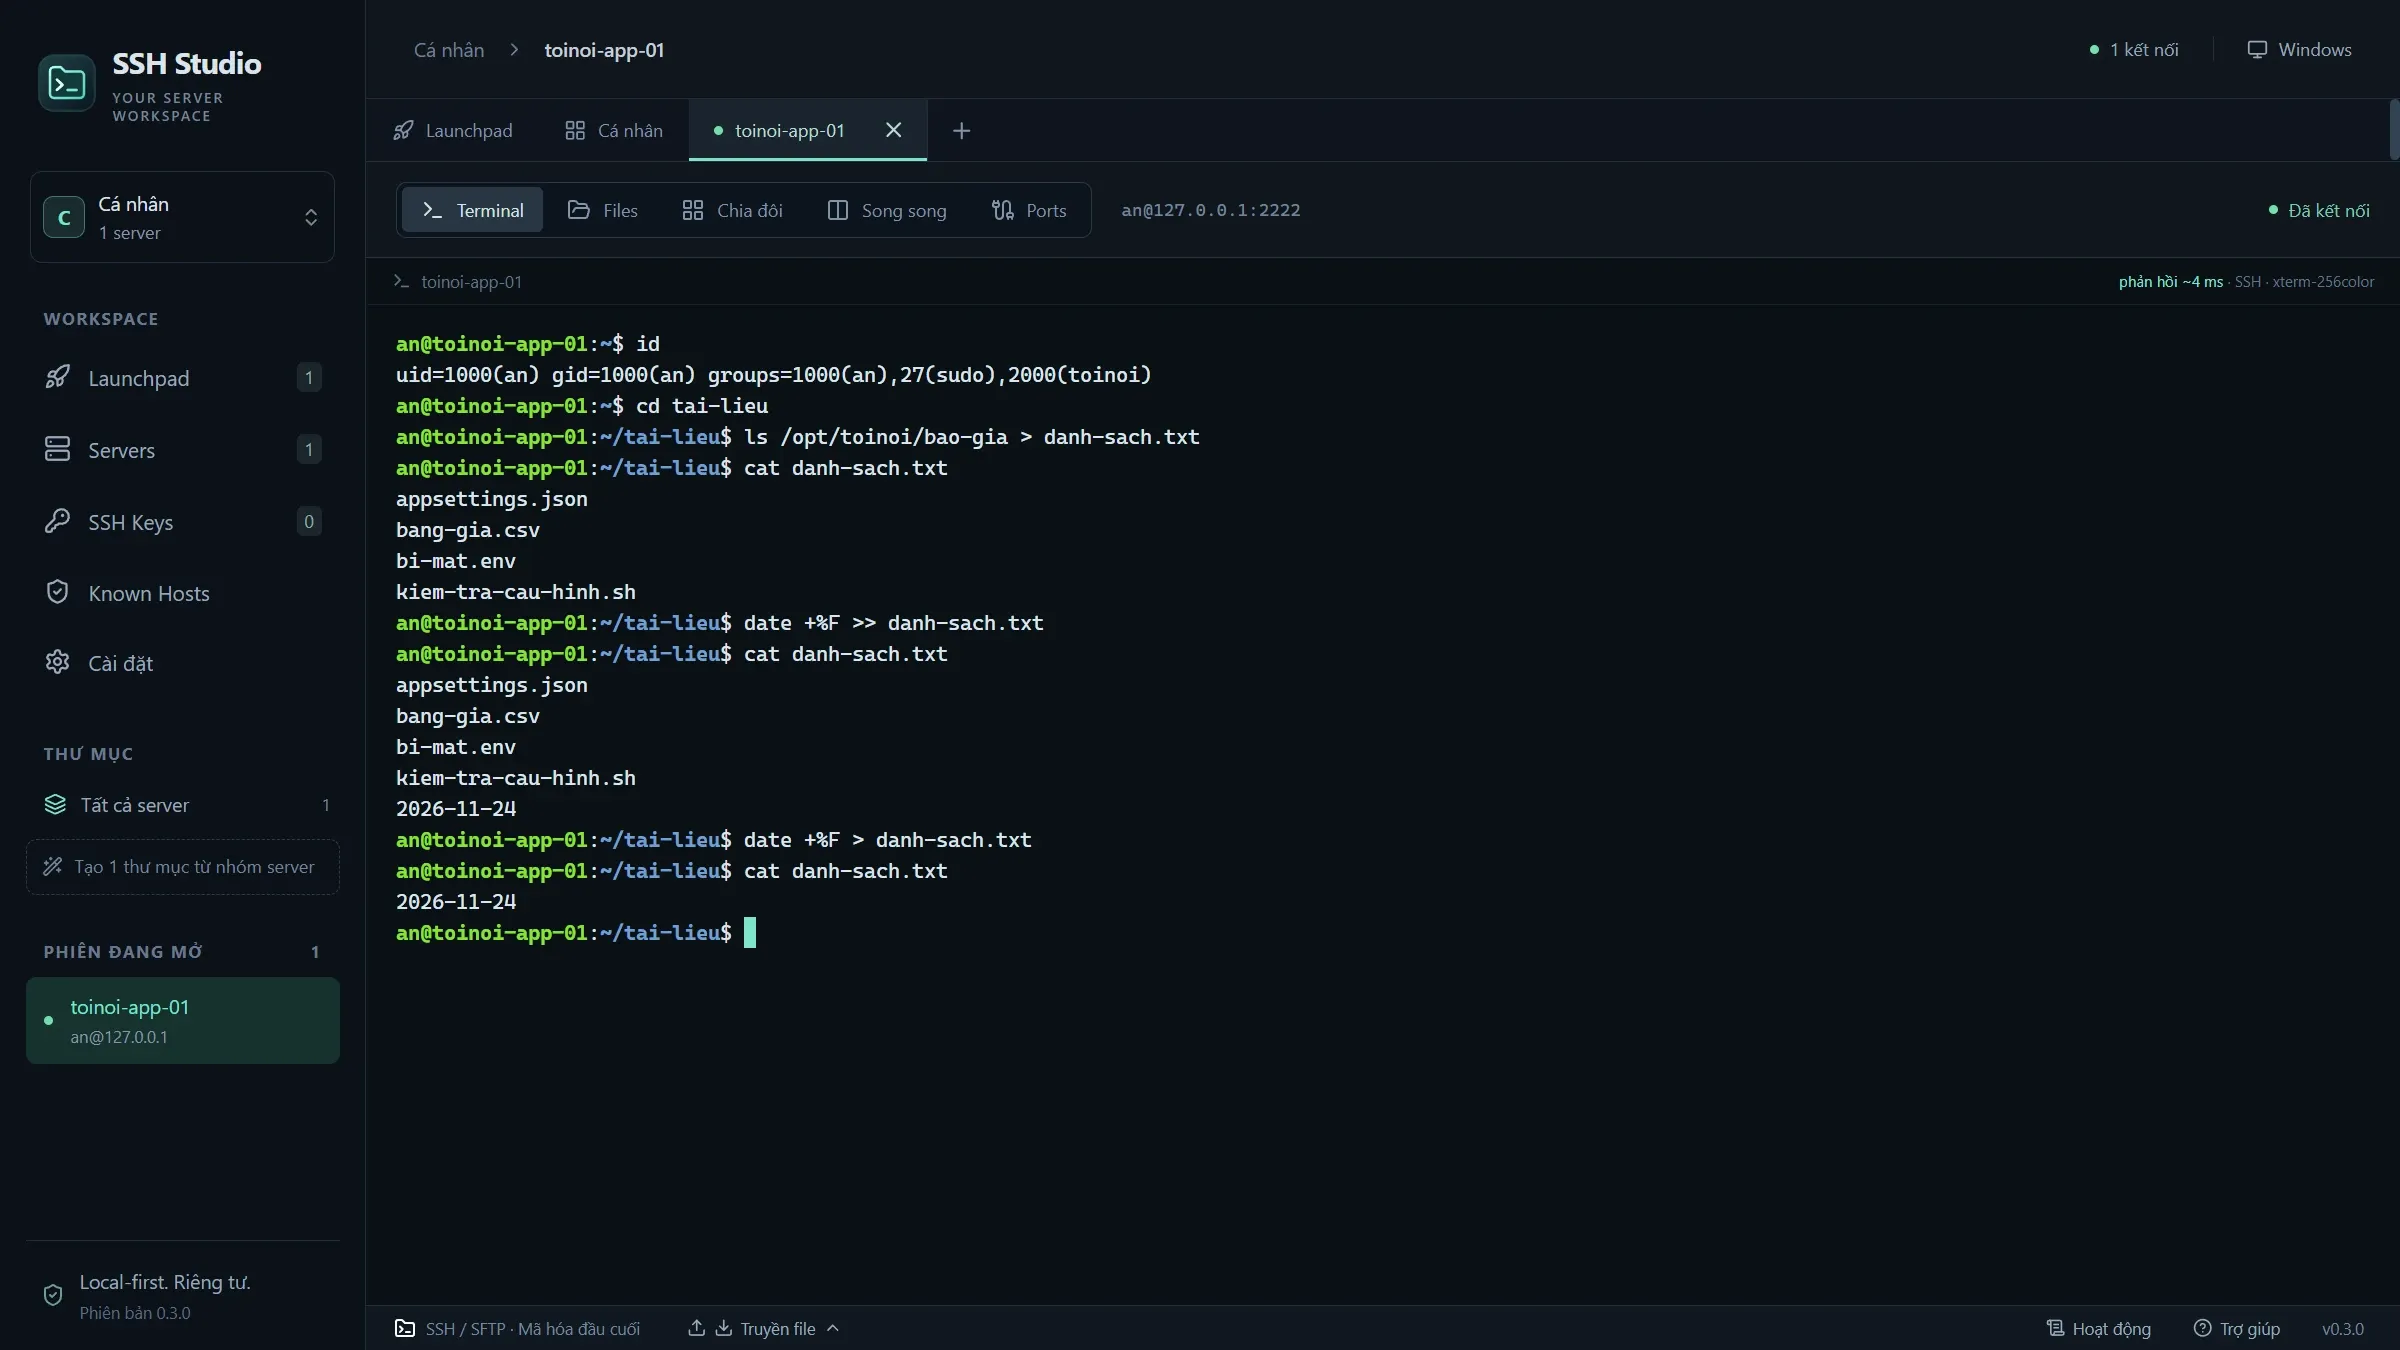 SSH Studio
YOUR SERVER
WORKSPACE
C
Cá nhân
1 server
WORKSPACE
Launchpad 1
Servers 1
SSH Keys 0
Known Hosts
Cài đặt
THƯ MỤC
Tất cả server 1
Tạo 1 thư mục từ nhóm server
PHIÊN ĐANG MỞ 1
toinoi-app-01
an@127.0.0.1
Local-first. Riêng tư.
Phiên bản 0.3.0
Cá nhân > toinoi-app-01
1 kết nối
Windows
Launchpad
Cá nhân
toinoi-app-01
Terminal
Files
Chia đôi
Song song
Ports
an@127.0.0.1:2222
Đã kết nối
toinoi-app-01
phản hồi ~4 ms · SSH · xterm-256color
an@toinoi-app-01:~$ id
uid=1000(an) gid=1000(an) groups=1000(an),27(sudo),2000(toinoi)
an@toinoi-app-01:~$ cd tai-lieu
an@toinoi-app-01:~/tai-lieu$ ls /opt/toinoi/bao-gia > danh-sach.txt
an@toinoi-app-01:~/tai-lieu$ cat danh-sach.txt
appsettings.json
bang-gia.csv
bi-mat.env
kiem-tra-cau-hinh.sh
an@toinoi-app-01:~/tai-lieu$ date +%F >> danh-sach.txt
an@toinoi-app-01:~/tai-lieu$ cat danh-sach.txt
appsettings.json
bang-gia.csv
bi-mat.env
kiem-tra-cau-hinh.sh
2026-11-24
an@toinoi-app-01:~/tai-lieu$ date +%F > danh-sach.txt
an@toinoi-app-01:~/tai-lieu$ cat danh-sach.txt
2026-11-24
an@toinoi-app-01:~/tai-lieu$
SSH / SFTP · Mã hóa đầu cuối
Truyền file
Hoạt động
Trợ giúp
v0.3.0